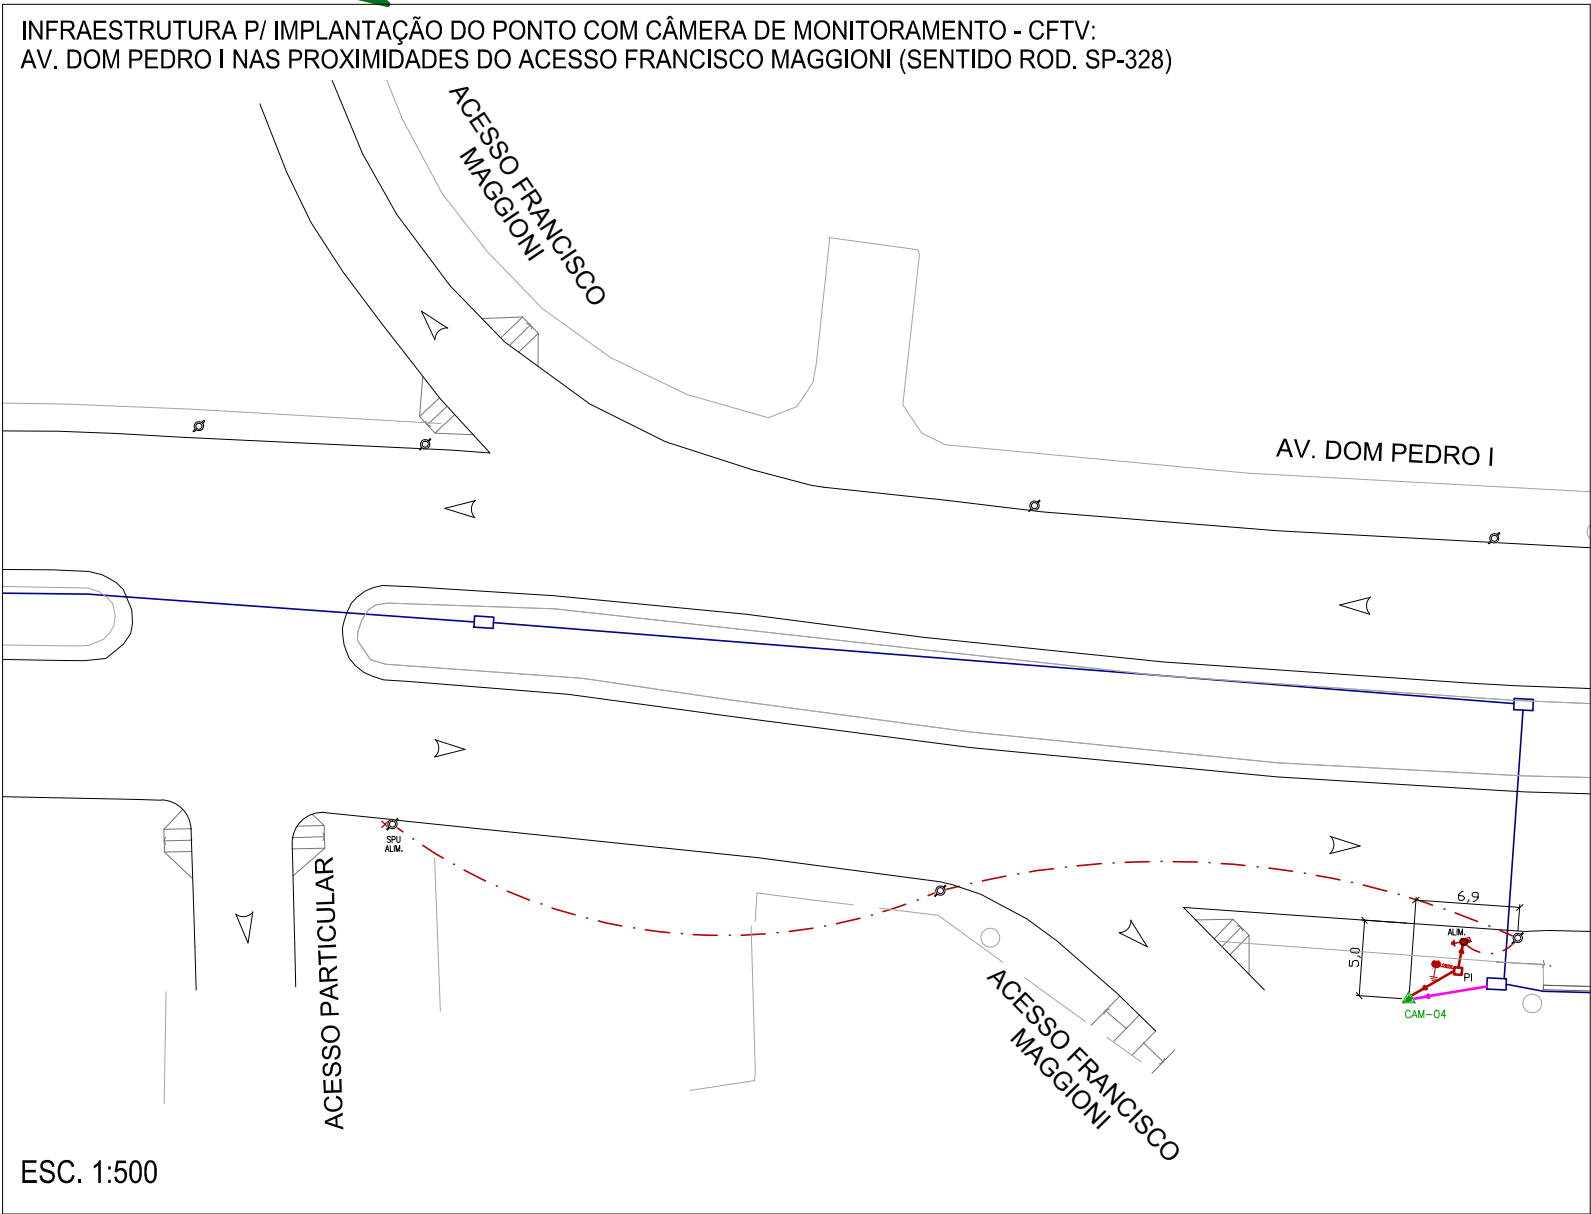 INFRAESTRUTURA P/ IMPLANTAÇÃO DO PONTO COM CÂMERA DE MONITORAMENTO - CFTV:
AV. DOM PEDRO I NAS PROXIMIDADES DO ACESSO FRANCISCO MAGGIONI (SENTIDO ROD. SP-328)
ACESSO FRANCISCO
MAGGIONI
AV. DOM PEDRO I
SPU
ALIM.
ACESSO PARTICULAR
6,9
5,0
ALIM.
PI
CAM-04
ACESSO FRANCISCO
MAGGIONI
ESC. 1:500